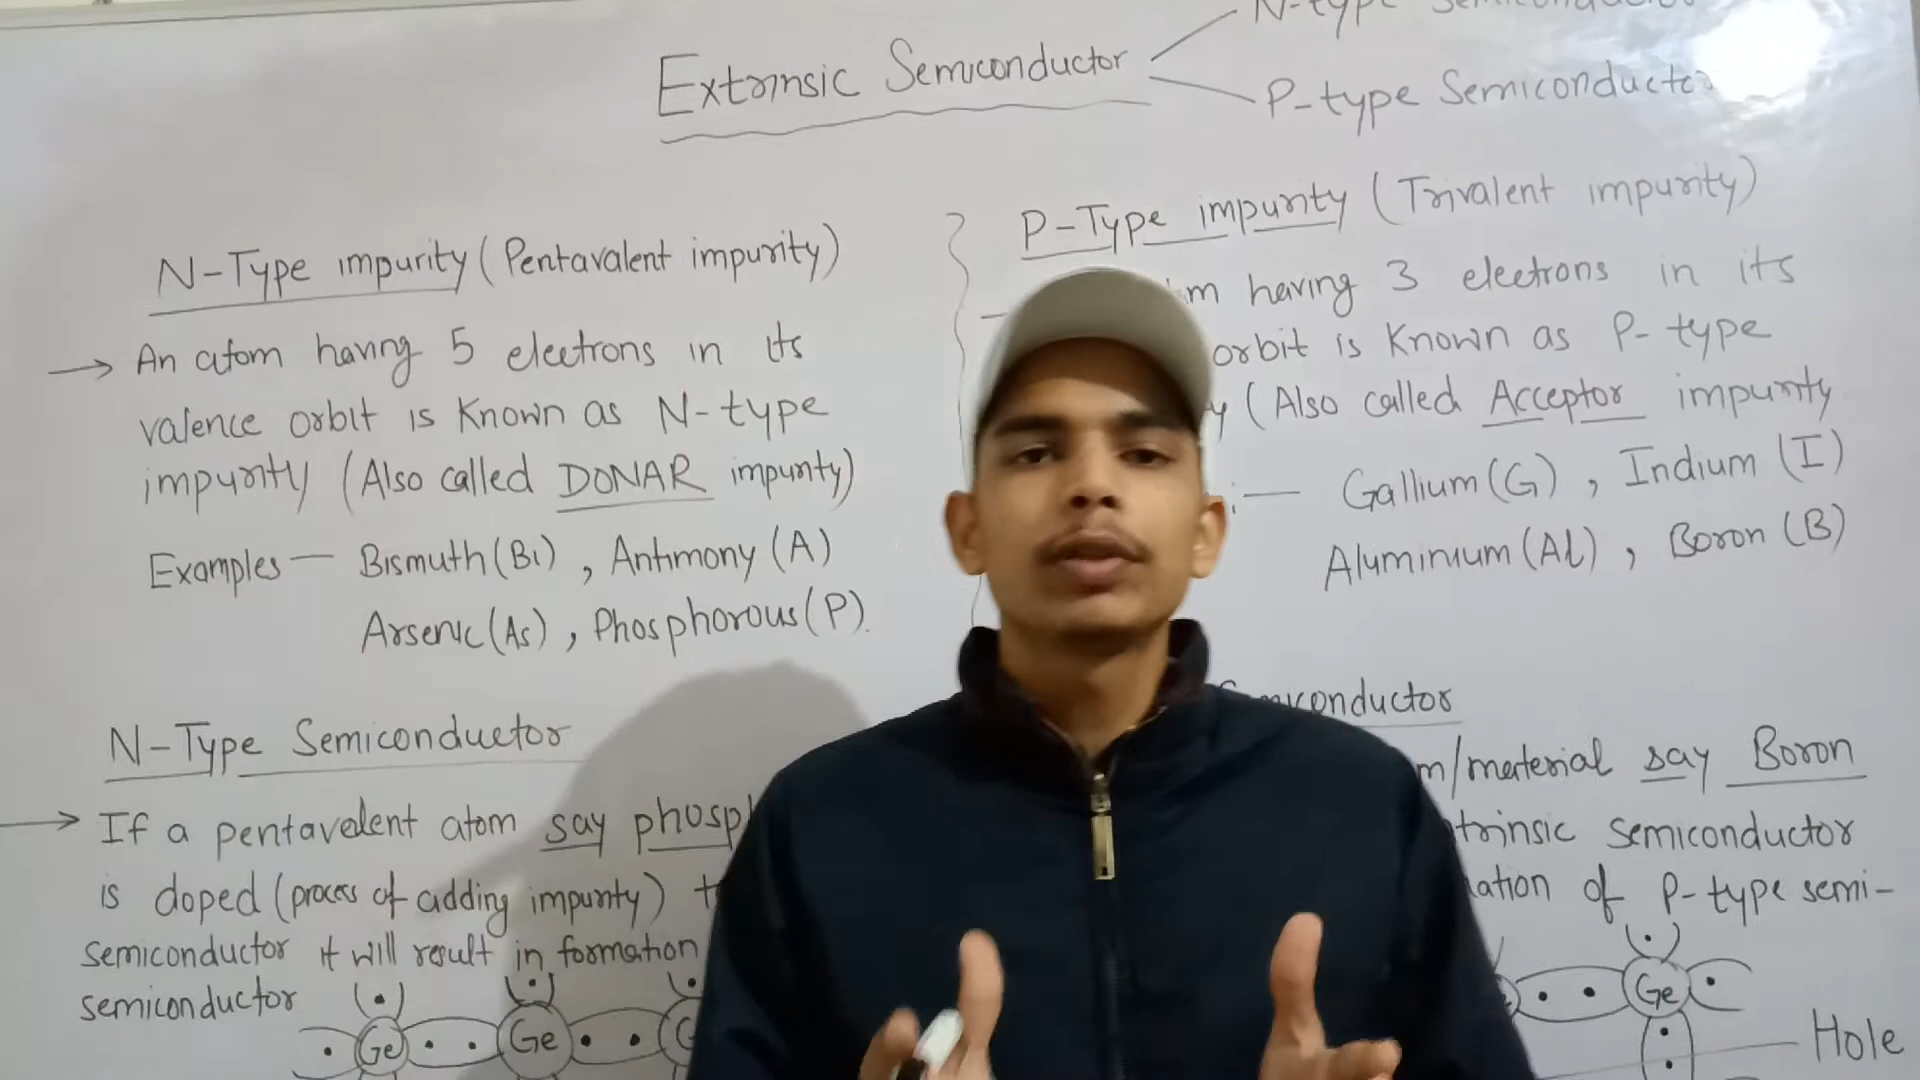 Extrinsic Semiconductor
N-type Semiconductor
P-type Semiconductor
N-Type impurity (Pentavalent impurity)
→ An atom having 5 electrons in its
valence orbit is Known as N-type
impurity (Also called DONAR impurity)
Examples — Bismuth (Bi) , Antimony (A)
Arsenic (As) , Phosphorous (P).
P-Type impurity (Trivalent impurity)
having 3 electrons in its
orbit is Known as P-type
(Also called Acceptor impurity
:— Gallium (G) , Indium (I)
Aluminium (Al) , Boron (B)
N-Type Semiconductor
→ If a pentavalent atom say
is doped (process of adding impurity)
semiconductor it will result in formation
semiconductor
Ge Ge
/material say Boron
semiconductor
of P-type semi-
Ge
Hole